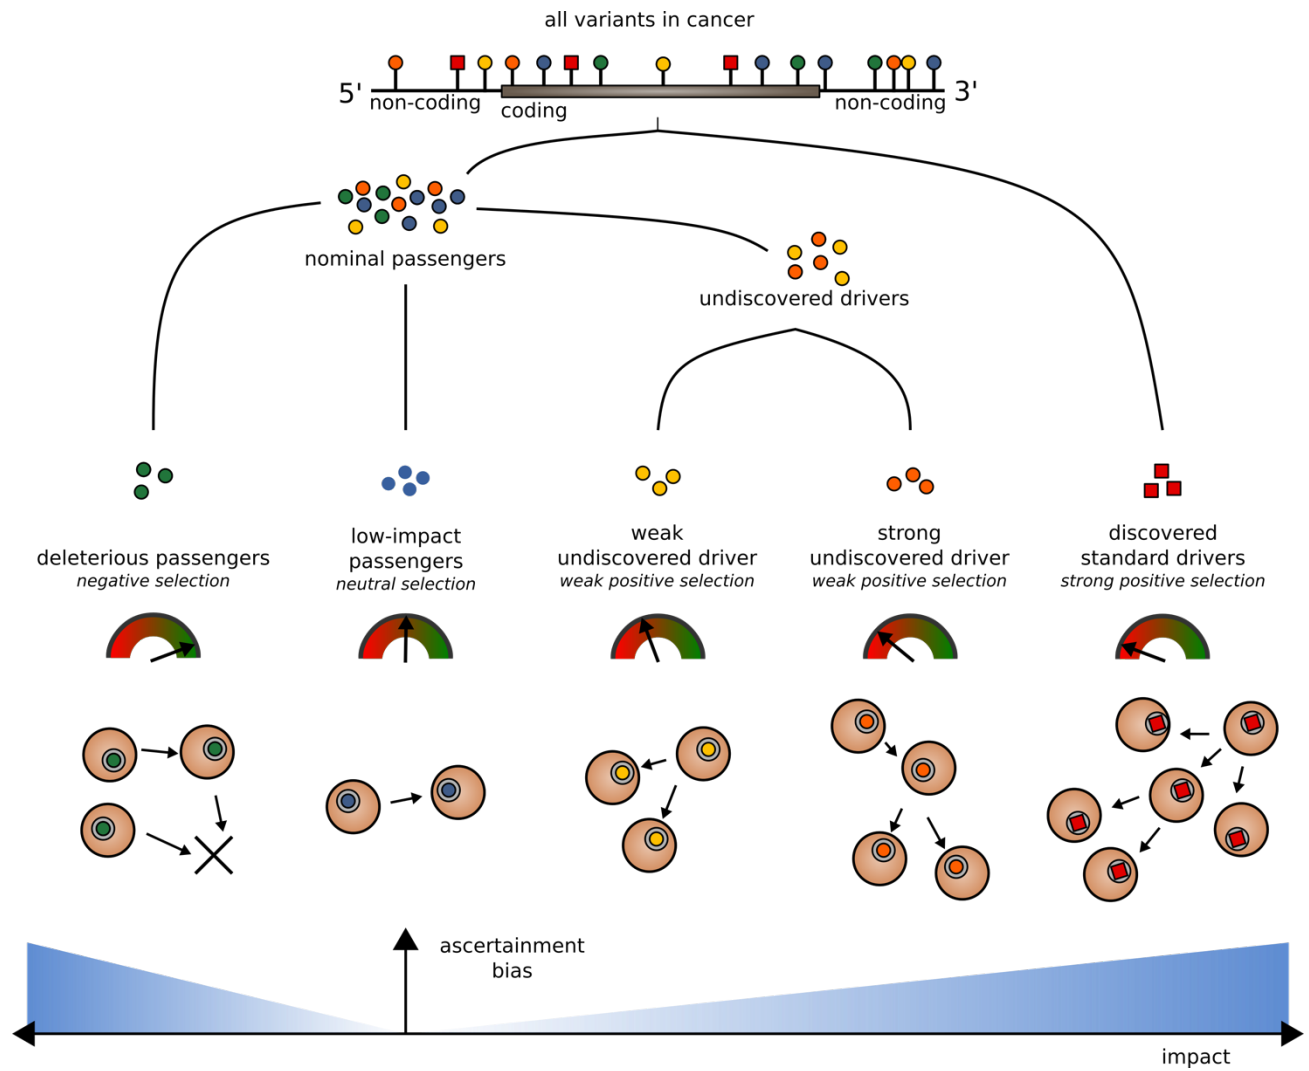 all variants in cancer
5'
non-coding
coding
non-coding
3'
nominal passengers
undiscovered drivers
deleterious passengers
negative selection
low-impact
passengers
neutral selection
weak
undiscovered driver
weak positive selection
strong
undiscovered driver
weak positive selection
discovered
standard drivers
strong positive selection
ascertainment
bias
impact